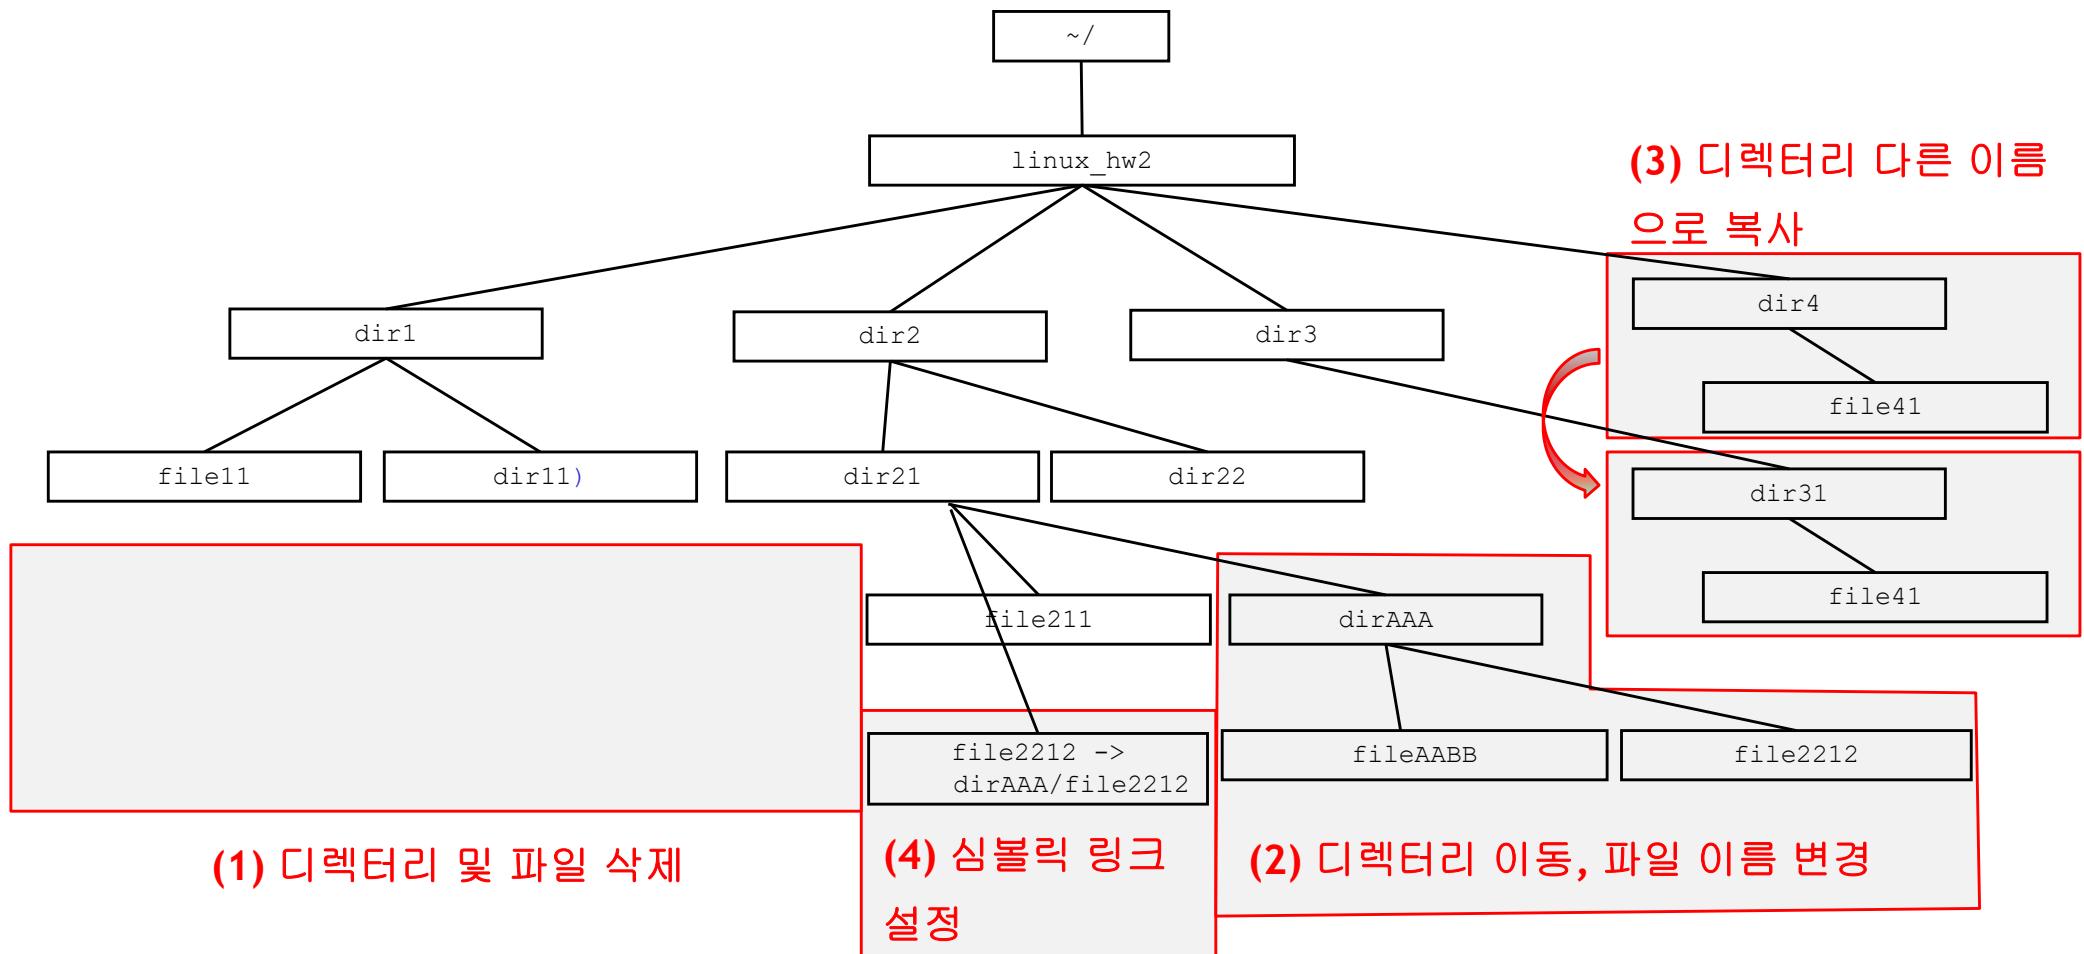 ~/
linux_hw2
(3) 디렉터리 다른 이름
으로 복사
dir4
dir1
dir2
dir3
file41
file11
dir11)
dir21
dir22
dir31
file41
file211
dirAAA
file2212 ->
dirAAA/file2212
fileAABB
file2212
(1) 디렉터리 및 파일 삭제
(4) 심볼릭 링크
설정
(2) 디렉터리 이동, 파일 이름 변경